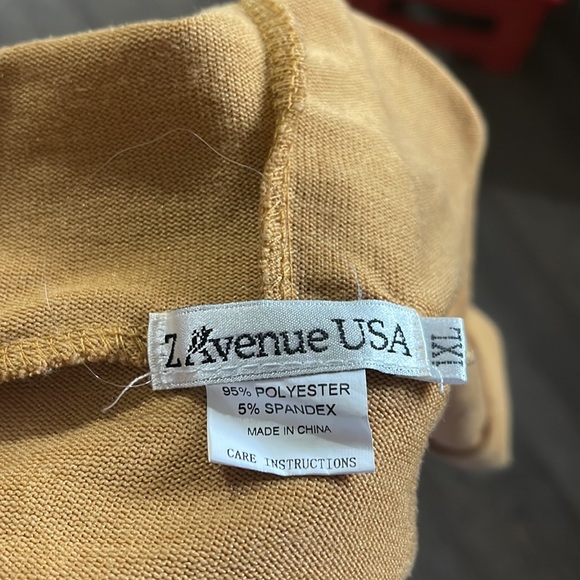 Z Avenue USA
1XL
95% POLYESTER
5% SPANDEX
MADE IN CHINA
CARE INSTRUCTIONS